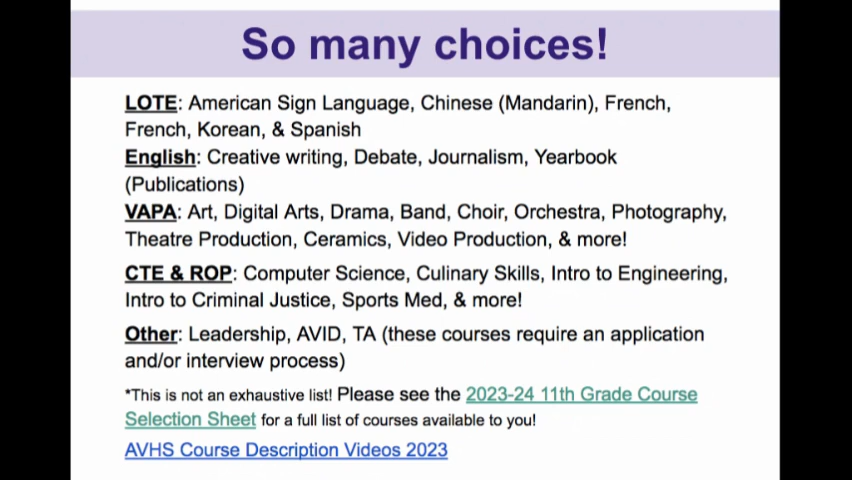 So many choices!
LOTE: American Sign Language, Chinese (Mandarin), French,
French, Korean, & Spanish
English: Creative writing, Debate, Journalism, Yearbook
(Publications)
VAPA: Art, Digital Arts, Drama, Band, Choir, Orchestra, Photography,
Theatre Production, Ceramics, Video Production, & more!
CTE & ROP: Computer Science, Culinary Skills, Intro to Engineering,
Intro to Criminal Justice, Sports Med, & more!
Other: Leadership, AVID, TA (these courses require an application
and/or interview process)
*This is not an exhaustive list! Please see the 2023-24 11th Grade Course
Selection Sheet for a full list of courses available to you!
AVHS Course Description Videos 2023